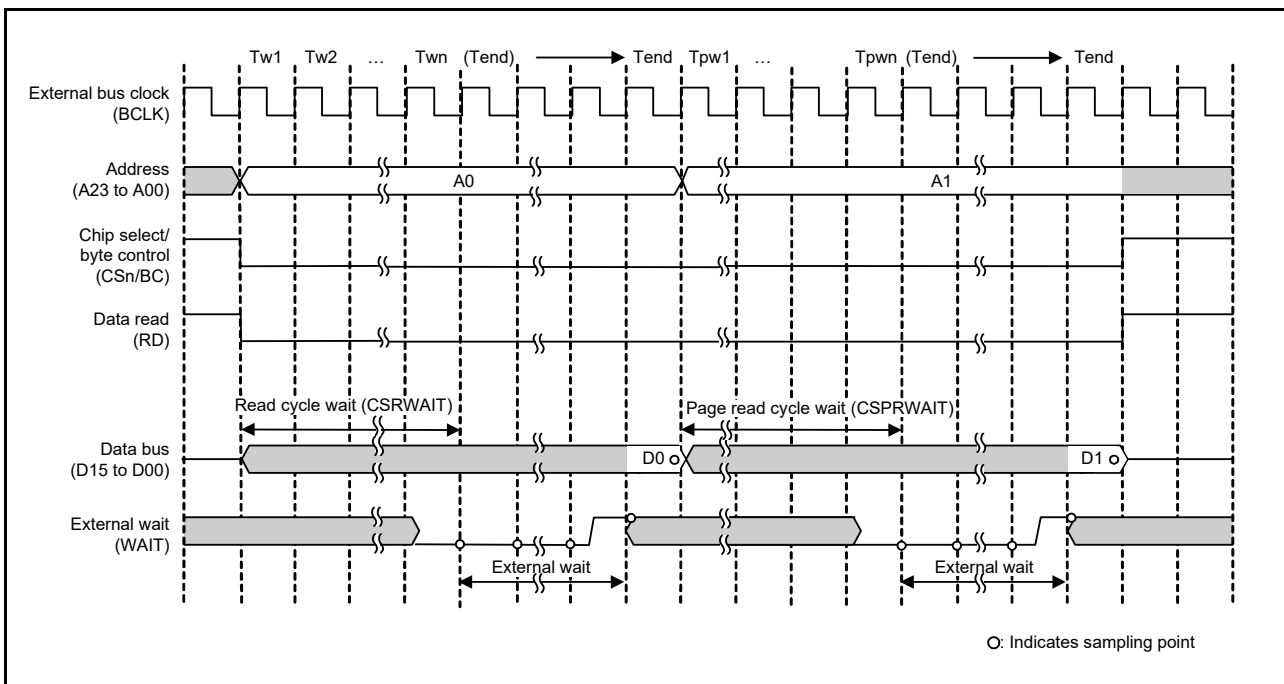 Tw1 Tw2 … Twn (Tend) Tend Tpw1 … Tpwn (Tend) Tend
External bus clock
(BCLK)
Address
(A23 to A00)
A0 A1
Chip select/
byte control
(CSn/BC)
Data read
(RD)
Read cycle wait (CSRWAIT) Page read cycle wait (CSPRWAIT)
Data bus
(D15 to D00)
D0 D1
External wait
(WAIT)
External wait External wait
: Indicates sampling point